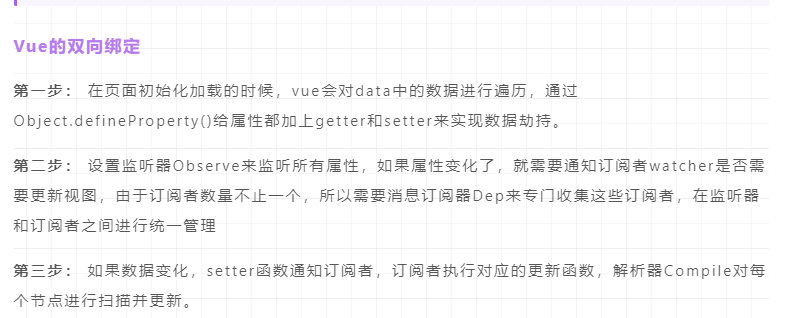 Vue的双向绑定
第一步： 在页面初始化加载的时候，vue会对data中的数据进行遍历，通过
Object.defineProperty()给属性都加上getter和setter来实现数据劫持。
第二步： 设置监听器Observe来监听所有属性，如果属性变化了，就需要通知订阅者watcher是否需
要更新视图，由于订阅者数量不止一个，所以需要消息订阅器Dep来专门收集这些订阅者，在监听器
和订阅者之间进行统一管理
第三步： 如果数据变化，setter函数通知订阅者，订阅者执行对应的更新函数，解析器Compile对每
个节点进行扫描并更新。